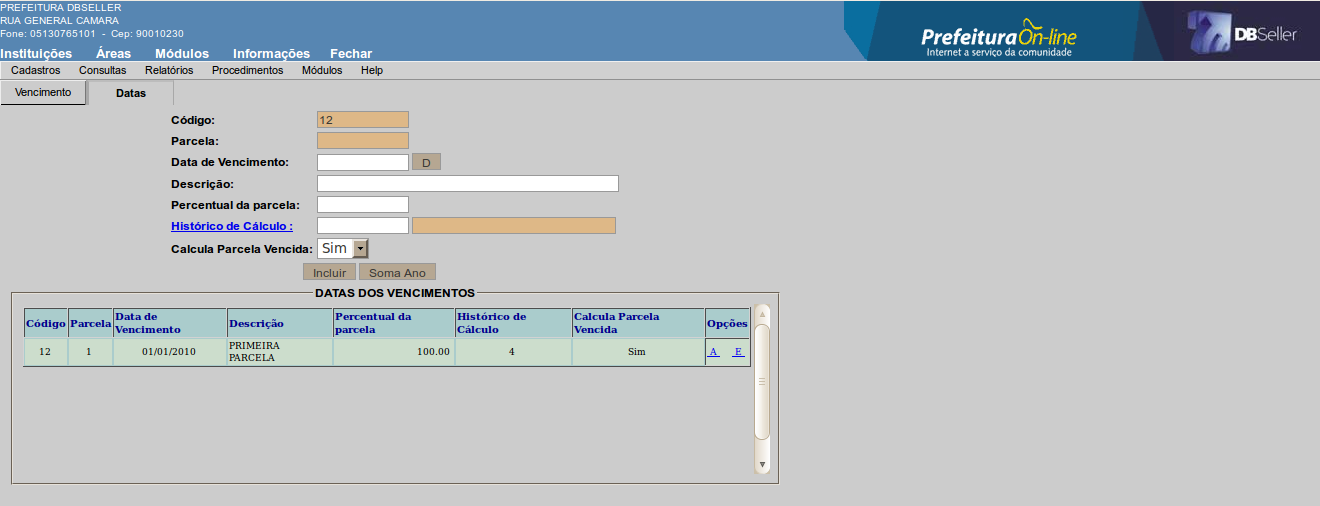 PREFEITURA DBSELLER
RUA GENERAL CAMARA
Fone: 05130765101 - Cep: 90010230
Instituições Áreas Módulos Informações Fechar
Prefeitura On-line
Internet a serviço da comunidade
DBSeller
Cadastros Consultas Relatórios Procedimentos Módulos Help
Vencimento Datas
Código: 12
Parcela:
Data de Vencimento: D
Descrição:
Percentual da parcela:
Histórico de Cálculo :
Calcula Parcela Vencida: Sim
Incluir Soma Ano
DATAS DOS VENCIMENTOS
Código Parcela Data de Vencimento Descrição Percentual da parcela Histórico de Cálculo Calcula Parcela Vencida Opções
12 1 01/01/2010 PRIMEIRA PARCELA 100.00 4 Sim A E